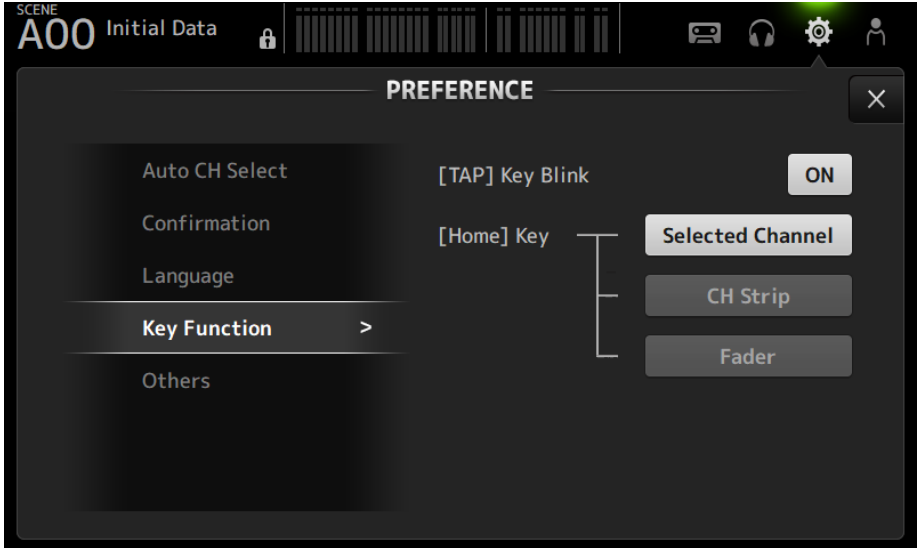 SCENE
A00 Initial Data
PREFERENCE
Auto CH Select
Confirmation
Language
Key Function >
Others
[TAP] Key Blink ON
[Home] Key Selected Channel
CH Strip
Fader